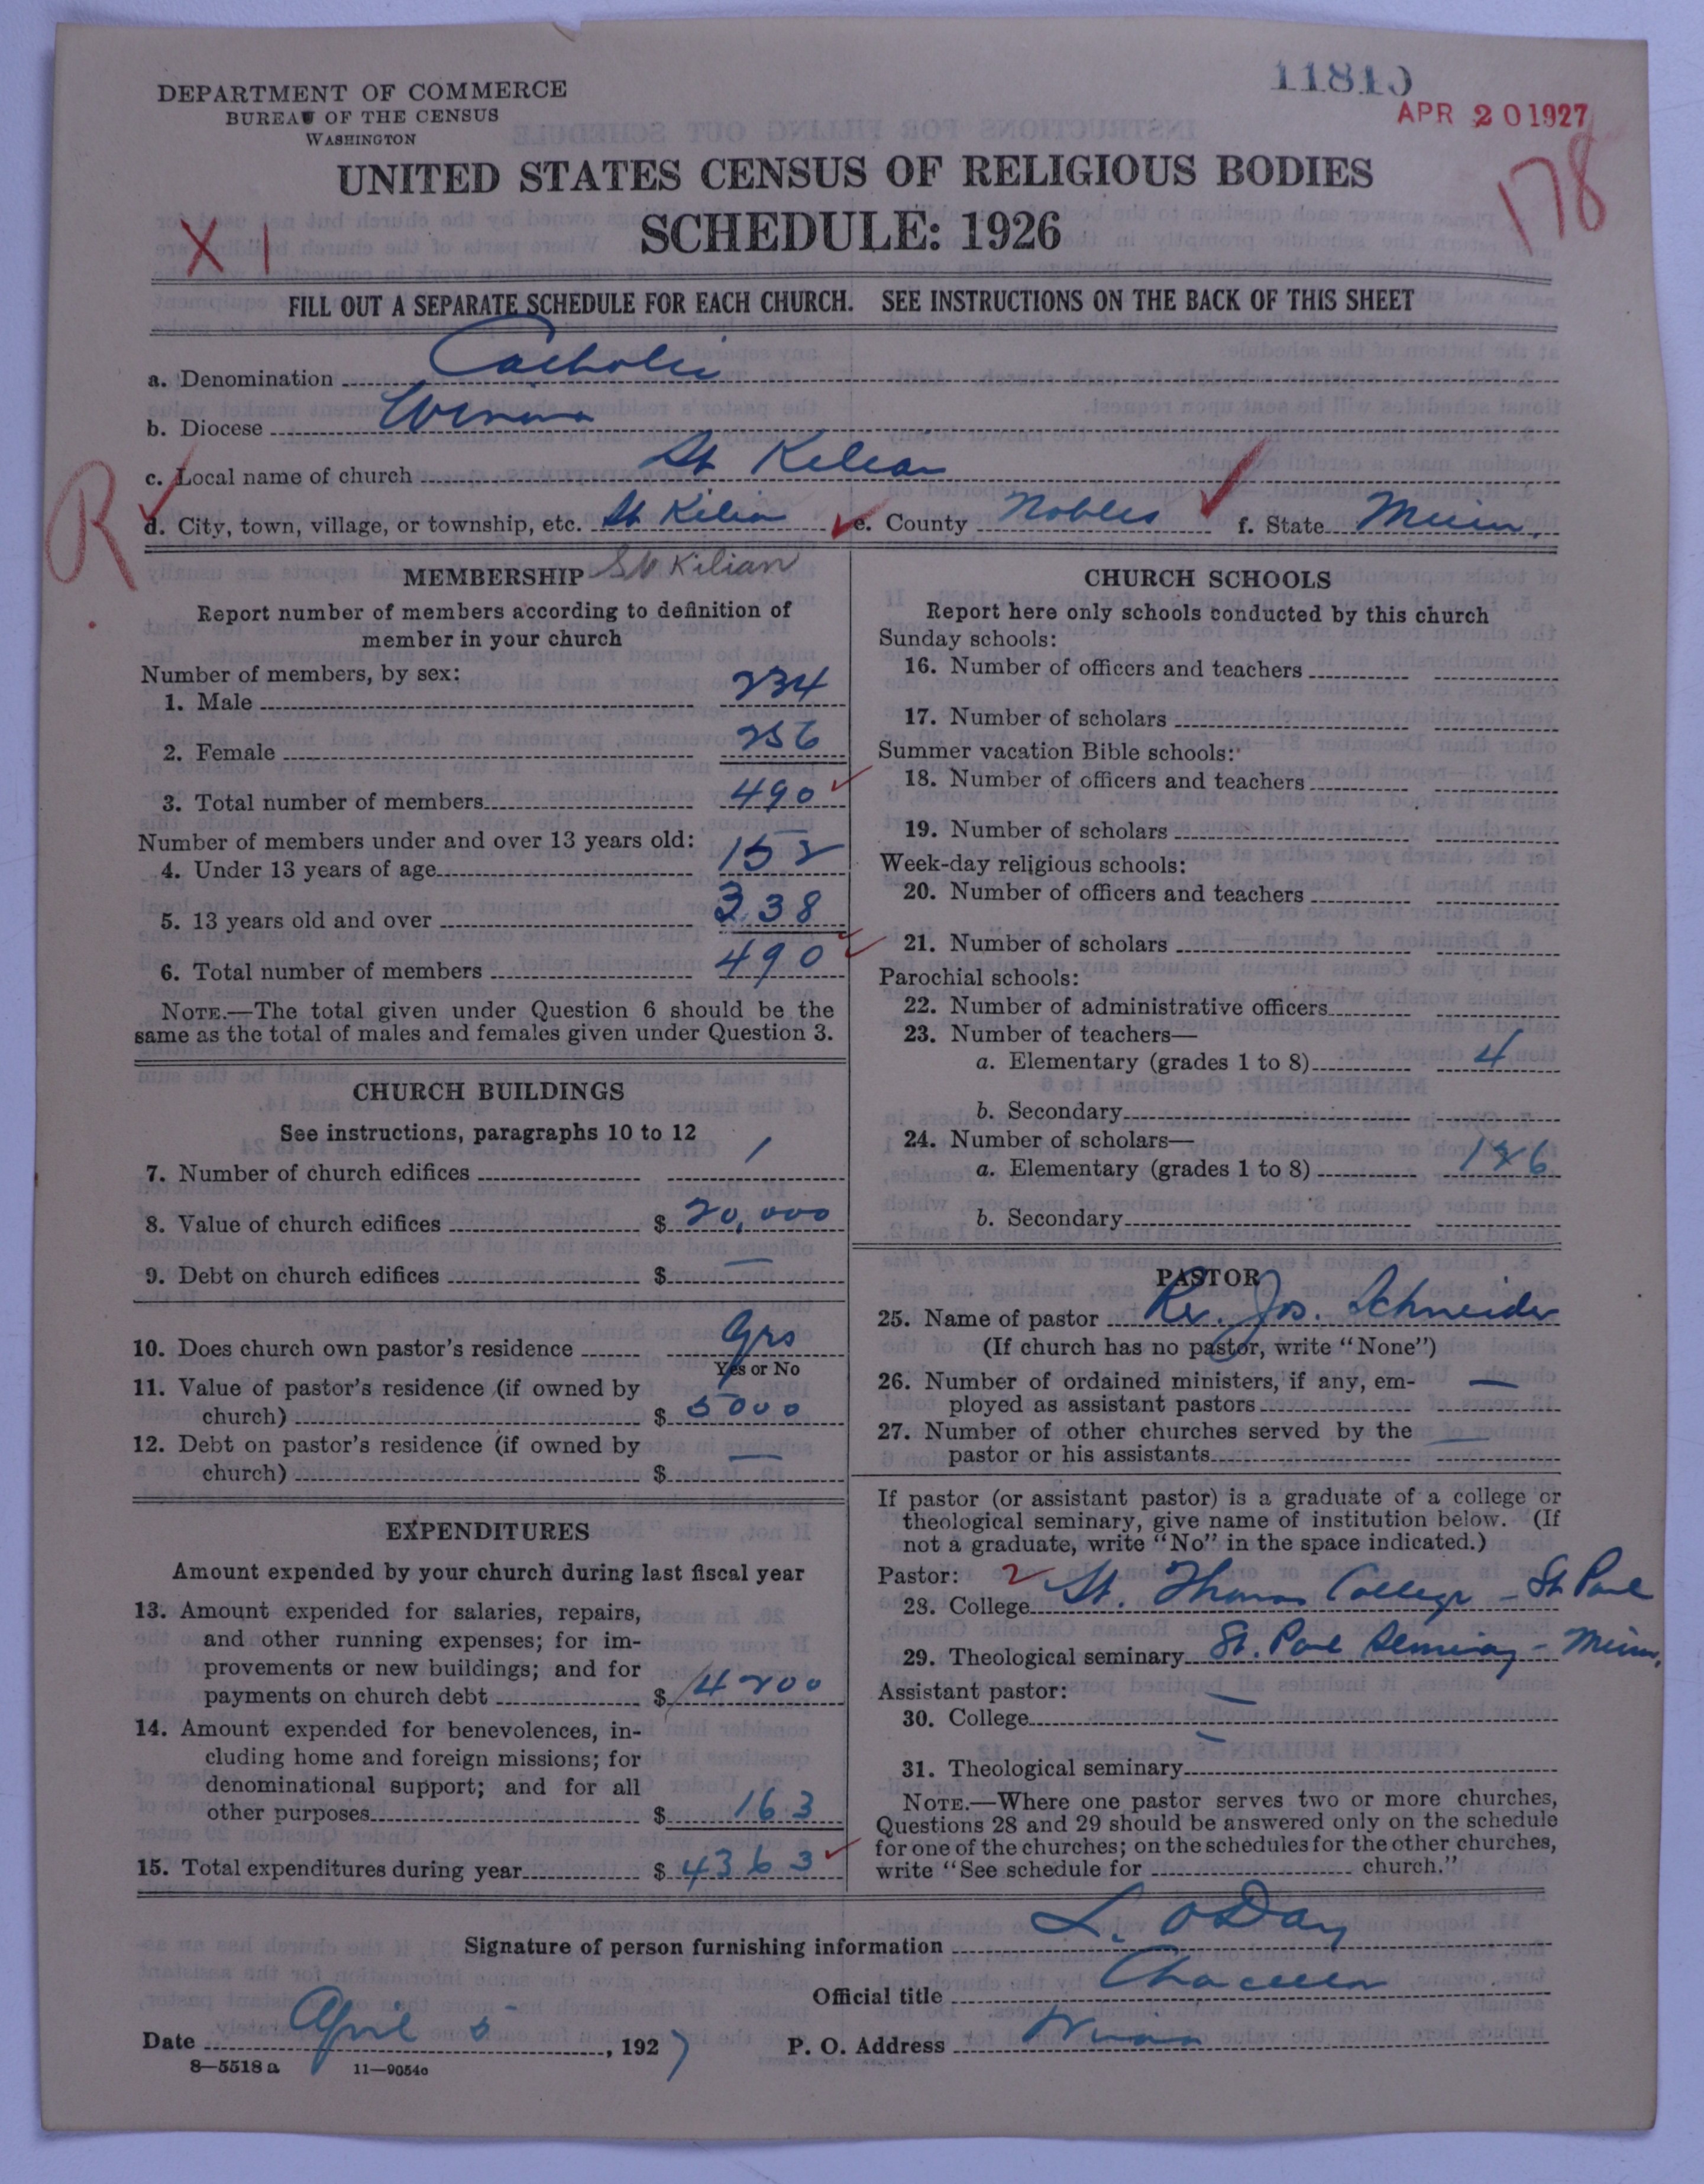 DEPARTMENT OF COMMERCE
BUREAU OF THE CENSUS
WASHINGTON
APR 20 1927
178
UNITED STATES CENSUS OF RELIGIOUS BODIES
SCHEDULE: 1926
X 1
FILL OUT A SEPARATE SCHEDULE FOR EACH CHURCH. SEE INSTRUCTIONS ON THE BACK OF THIS SHEET
a. Denomination Catholic
b. Diocese Winona
c. Local name of church St Kilian
R
d. City, town, village, or township, etc. St Kilian e. County Nobles f. State Minn.
MEMBERSHIP St Kilian
Report number of members according to definition of
member in your church
Number of members, by sex:
1. Male 234
2. Female 256
3. Total number of members 490
Number of members under and over 13 years old:
4. Under 13 years of age 152
5. 13 years old and over 338
6. Total number of members 490
NOTE.—The total given under Question 6 should be the
same as the total of males and females given under Question 3.
CHURCH BUILDINGS
See instructions, paragraphs 10 to 12
7. Number of church edifices 1
8. Value of church edifices $ 20,000
9. Debt on church edifices $ —
10. Does church own pastor's residence Yes
Yes or No
11. Value of pastor's residence (if owned by
church) $ 5000
12. Debt on pastor's residence (if owned by
church) $ —
EXPENDITURES
Amount expended by your church during last fiscal year
13. Amount expended for salaries, repairs,
and other running expenses; for im-
provements or new buildings; and for
payments on church debt $ 4200
14. Amount expended for benevolences, in-
cluding home and foreign missions; for
denominational support; and for all
other purposes $ 163
15. Total expenditures during year $ 4363
CHURCH SCHOOLS
Report here only schools conducted by this church
Sunday schools:
16. Number of officers and teachers
17. Number of scholars
Summer vacation Bible schools:
18. Number of officers and teachers
19. Number of scholars
Week-day religious schools:
20. Number of officers and teachers
21. Number of scholars
Parochial schools:
22. Number of administrative officers
23. Number of teachers—
a. Elementary (grades 1 to 8) 4
b. Secondary
24. Number of scholars—
a. Elementary (grades 1 to 8)
b. Secondary
PASTOR
25. Name of pastor Rev. Jos. Schneider
(If church has no pastor, write "None")
26. Number of ordained ministers, if any, em- —
ployed as assistant pastors
27. Number of other churches served by the —
pastor or his assistants
If pastor (or assistant pastor) is a graduate of a college or
theological seminary, give name of institution below. (If
not a graduate, write "No" in the space indicated.)
Pastor: 2
28. College St. Thomas College - St Paul
29. Theological seminary St. Paul Seminary - Minn.
Assistant pastor:
30. College —
31. Theological seminary —
NOTE.—Where one pastor serves two or more churches,
Questions 28 and 29 should be answered only on the schedule
for one of the churches; on the schedules for the other churches,
write "See schedule for church."
Signature of person furnishing information L. O'Day
Official title Chancellor
Date April 5 -, 1927 P. O. Address Winona
8—5518 a 11—9054c